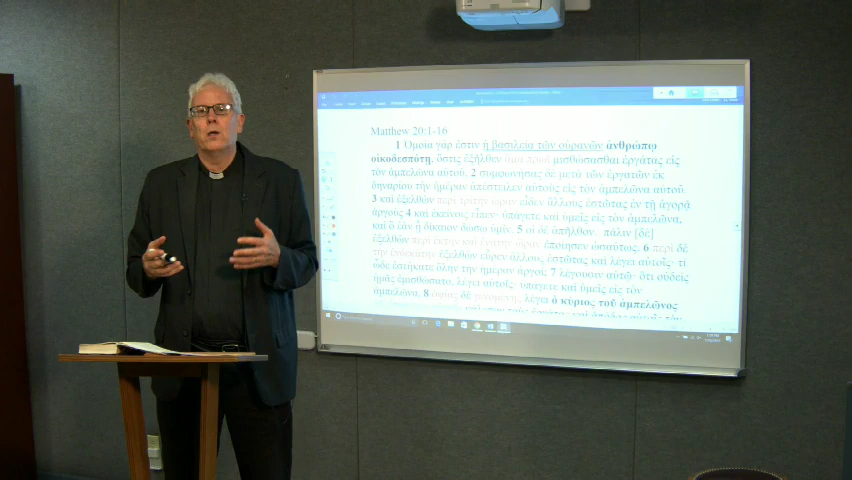 Matthew 20:1-16
1 Ὁμοία γάρ ἐστιν ἡ βασιλεία τῶν οὐρανῶν ἀνθρώπῳ
οἰκοδεσπότῃ, ὅστις ἐξῆλθεν ἅμα πρωῒ μισθώσασθαι ἐργάτας εἰς
τὸν ἀμπελῶνα αὐτοῦ. 2 συμφωνήσας δὲ μετὰ τῶν ἐργατῶν ἐκ
δηναρίου τὴν ἡμέραν ἀπέστειλεν αὐτοὺς εἰς τὸν ἀμπελῶνα αὐτοῦ.
3 καὶ ἐξελθὼν περὶ τρίτην ὥραν εἶδεν ἄλλους ἑστῶτας ἐν τῇ ἀγορᾷ
ἀργούς 4 καὶ ἐκείνοις εἶπεν· ὑπάγετε καὶ ὑμεῖς εἰς τὸν ἀμπελῶνα,
καὶ ὃ ἐὰν ᾖ δίκαιον δώσω ὑμῖν. 5 οἱ δὲ ἀπῆλθον. πάλιν [δὲ]
ἐξελθὼν περὶ ἕκτην καὶ ἐνάτην ὥραν ἐποίησεν ὡσαύτως. 6 περὶ δὲ
τὴν ἑνδεκάτην ἐξελθὼν εὗρεν ἄλλους ἑστῶτας καὶ λέγει αὐτοῖς· τί
ὧδε ἑστήκατε ὅλην τὴν ἡμέραν ἀργοί; 7 λέγουσιν αὐτῷ· ὅτι οὐδεὶς
ἡμᾶς ἐμισθώσατο. λέγει αὐτοῖς· ὑπάγετε καὶ ὑμεῖς εἰς τὸν
ἀμπελῶνα. 8 ὀψίας δὲ γενομένης λέγει ὁ κύριος τοῦ ἀμπελῶνος